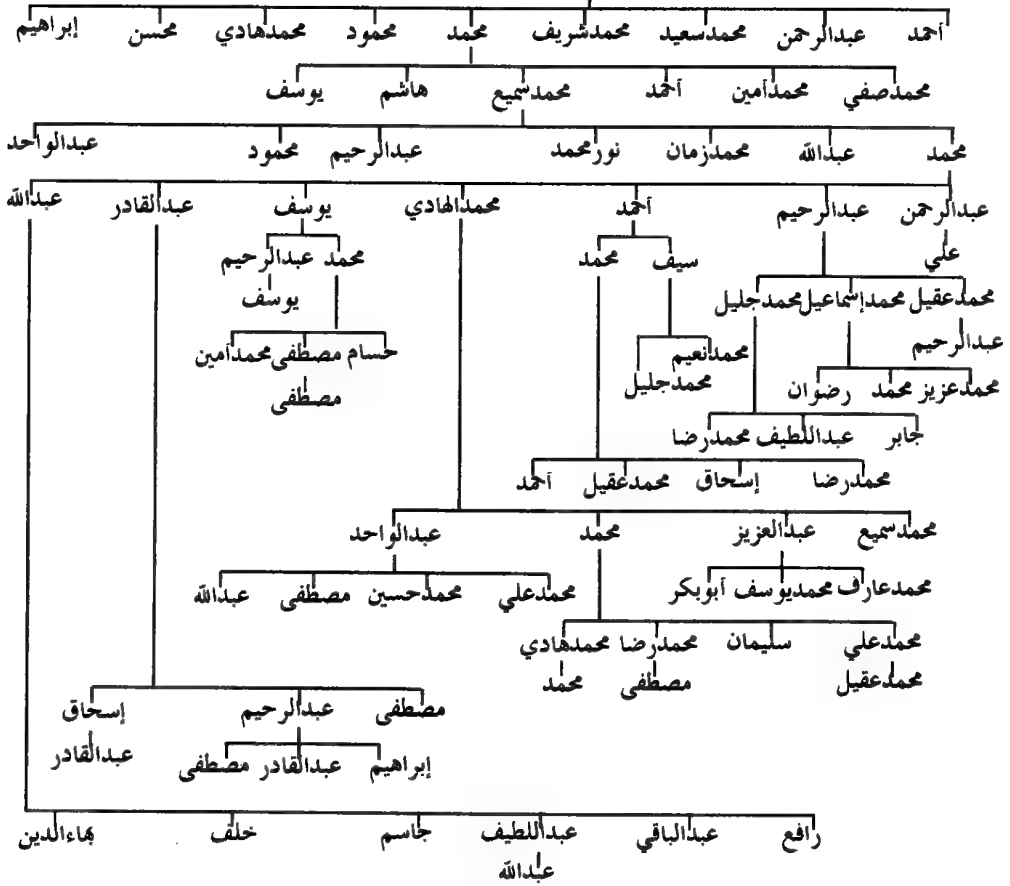 أحمد عبدالرحمن محمدسعيد محمدشريف محمد محمود محمدهادي محسن إبراهيم
محمدصفي محمدأمين أحمد محمدسميع هاشم يوسف
محمد عبدالله محمدزمان نورمحمد عبدالرحيم محمود عبدالواحد
عبدالرحمن عبدالرحيم أحمد محمدالهادي يوسف عبدالقادر عبدالله
علي سيف محمد محمد عبدالرحيم
محمدعقيل محمدإسماعيل محمدجليل يوسف
عبدالرحيم محمدنعيم حسام مصطفى محمدأمين
محمدعزيز محمد رضوان محمدجليل مصطفى
جابر عبداللطيف محمدرضا
محمدرضا إسحاق محمدعقيل أحمد
محمدسميع عبدالعزيز محمد عبدالواحد
محمدعارف محمديوسف أبوبكر محمدعلي محمدحسين مصطفى عبدالله
محمدعلي سليمان محمدرضا محمدهادي
محمدعقيل مصطفى محمد
مصطفى عبدالرحيم إسحاق
إبراهيم عبدالقادر مصطفى عبدالقادر
رافع عبدالباقي عبداللطيف جاسم خلف بهاءالدين
عبدالله